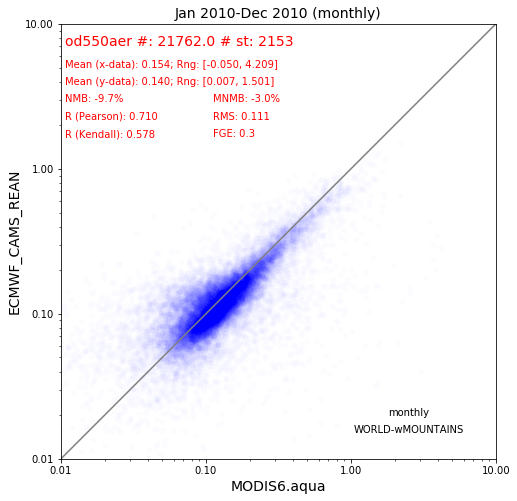 Jan 2010-Dec 2010 (monthly)
10.00
od550aer #: 21762.0 # st: 2153
Mean (x-data): 0.154; Rng: [-0.050, 4.209]
Mean (y-data): 0.140; Rng: [0.007, 1.501]
NMB: -9.7% MNMB: -3.0%
R (Pearson): 0.710 RMS: 0.111
R (Kendall): 0.578 FGE: 0.3
1.00
ECMWF_CAMS_REAN
0.10
monthly
WORLD-wMOUNTAINS
0.01
0.01 0.10 1.00 10.00
MODIS6.aqua